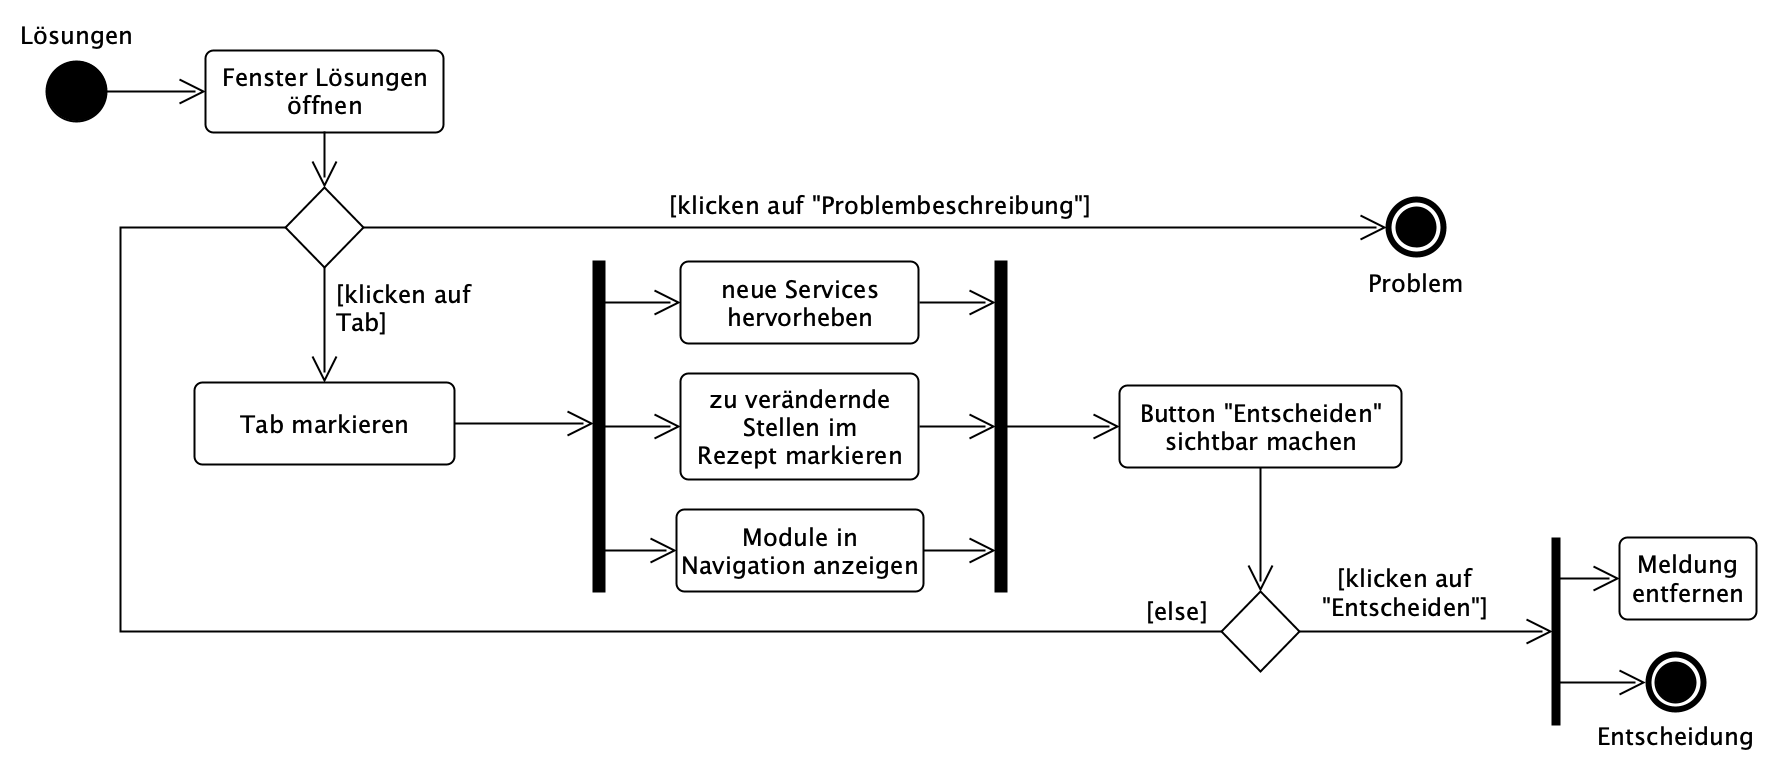 Lösungen
Fenster Lösungen
öffnen
[klicken auf "Problembeschreibung"]
Problem
[klicken auf
Tab]
neue Services
hervorheben
Tab markieren
zu verändernde
Stellen im
Rezept markieren
Button "Entscheiden"
sichtbar machen
Module in
Navigation anzeigen
[else]
[klicken auf
"Entscheiden"]
Meldung
entfernen
Entscheidung